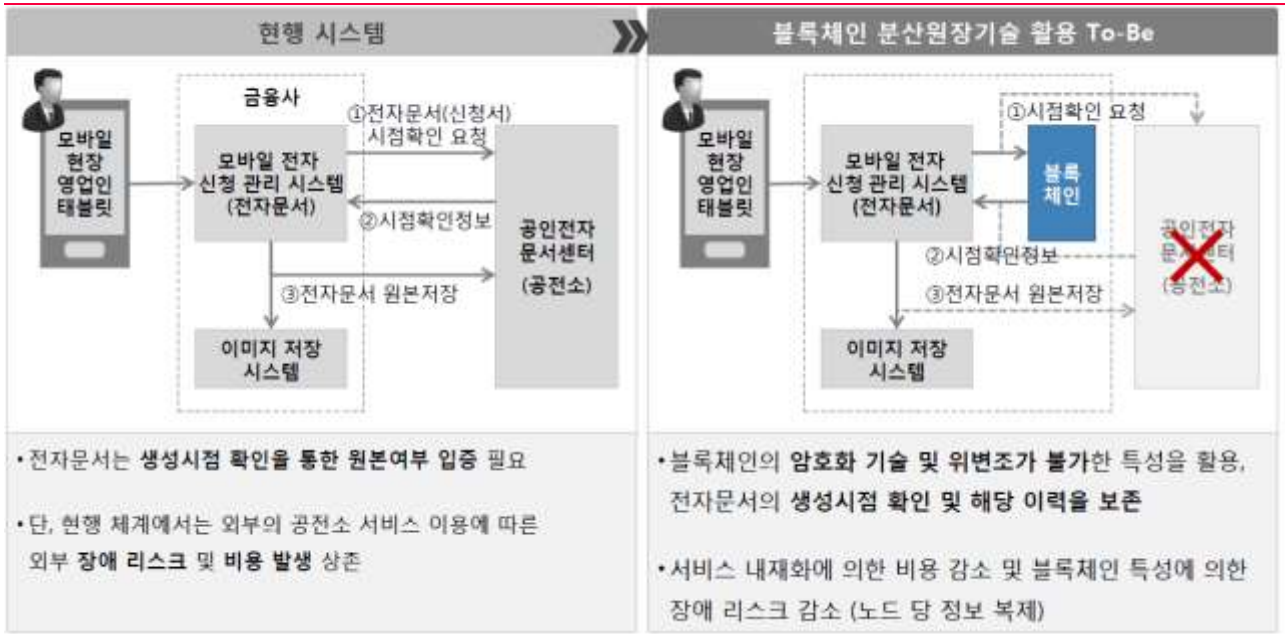 현행 시스템
금융사
모바일
현장
영업인
태블릿
모바일 전자
신청 관리 시스템
(전자문서)
①전자문서(신청서)
시점확인 요청
②시점확인정보
③전자문서 원본저장
공인전자
문서센터
(공전소)
이미지 저장
시스템
•전자문서는 생성시점 확인을 통한 원본여부 입증 필요
•단, 현행 체계에서는 외부의 공전소 서비스 이용에 따른
외부 장애 리스크 및 비용 발생 상존
블록체인 분산원장기술 활용 To-Be
모바일
현장
영업인
태블릿
모바일 전자
신청 관리 시스템
(전자문서)
①시점확인 요청
블록
체인
②시점확인정보
③전자문서 원본저장
공인전자
문서센터
(공전소)
이미지 저장
시스템
•블록체인의 암호화 기술 및 위변조가 불가한 특성을 활용,
전자문서의 생성시점 확인 및 해당 이력을 보존
•서비스 내재화에 의한 비용 감소 및 블록체인 특성에 의한
장애 리스크 감소 (노드 당 정보 복제)